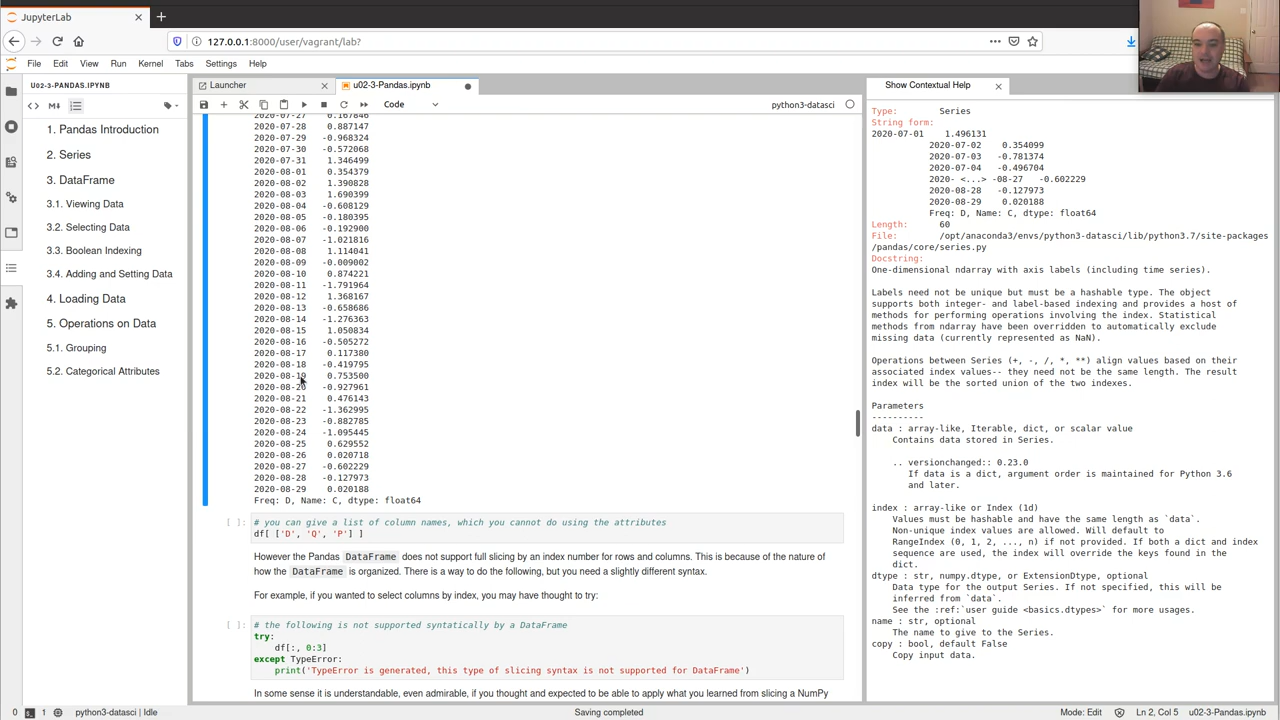 JupyterLab
127.0.0.1:8000/user/vagrant/lab?
File Edit View Run Kernel Tabs Settings Help
U02-3-PANDAS.IPYNB
1. Pandas Introduction
2. Series
3. DataFrame
3.1. Viewing Data
3.2. Selecting Data
3.3. Boolean Indexing
3.4. Adding and Setting Data
4. Loading Data
5. Operations on Data
5.1. Grouping
5.2. Categorical Attributes
Launcher
u02-3-Pandas.ipynb
Code
python3-datasci
2020-07-27 0.167846
2020-07-28 0.887147
2020-07-29 -0.968324
2020-07-30 -0.572068
2020-07-31 1.346499
2020-08-01 0.354379
2020-08-02 1.390828
2020-08-03 1.690399
2020-08-04 -0.608129
2020-08-05 -0.180395
2020-08-06 -0.192900
2020-08-07 -1.021816
2020-08-08 1.114041
2020-08-09 -0.009002
2020-08-10 0.874221
2020-08-11 -1.791964
2020-08-12 1.368167
2020-08-13 -0.658686
2020-08-14 -1.276363
2020-08-15 1.050834
2020-08-16 -0.505272
2020-08-17 0.117380
2020-08-18 -0.419795
2020-08-19 0.753500
2020-08-20 -0.927961
2020-08-21 0.476143
2020-08-22 -1.362995
2020-08-23 -0.882785
2020-08-24 -1.095445
2020-08-25 0.629552
2020-08-26 0.020718
2020-08-27 -0.602229
2020-08-28 -0.127973
2020-08-29 0.020188
Freq: D, Name: C, dtype: float64
[ ]: # you can give a list of column names, which you cannot do using the attributes
df[ ['D', 'Q', 'P'] ]
However the Pandas DataFrame does not support full slicing by an index number for rows and columns. This is because of the nature of
how the DataFrame is organized. There is a way to do the following, but you need a slightly different syntax.
For example, if you wanted to select columns by index, you may have thought to try:
[ ]: # the following is not supported syntatically by a DataFrame
try:
df[:, 0:3]
except TypeError:
print('TypeError is generated, this type of slicing syntax is not supported for DataFrame')
In some sense it is understandable, even admirable, if you thought and expected to be able to apply what you learned from slicing a NumPy
Show Contextual Help
Type: Series
String form:
2020-07-01 1.496131
2020-07-02 0.354099
2020-07-03 -0.781374
2020-07-04 -0.496704
2020- <...> -08-27 -0.602229
2020-08-28 -0.127973
2020-08-29 0.020188
Freq: D, Name: C, dtype: float64
Length: 60
File: /opt/anaconda3/envs/python3-datasci/lib/python3.7/site-packages
/pandas/core/series.py
Docstring:
One-dimensional ndarray with axis labels (including time series).
Labels need not be unique but must be a hashable type. The object
supports both integer- and label-based indexing and provides a host of
methods for performing operations involving the index. Statistical
methods from ndarray have been overridden to automatically exclude
missing data (currently represented as NaN).
Operations between Series (+, -, /, *, **) align values based on their
associated index values-- they need not be the same length. The result
index will be the sorted union of the two indexes.
Parameters
----------
data : array-like, Iterable, dict, or scalar value
Contains data stored in Series.
.. versionchanged:: 0.23.0
If data is a dict, argument order is maintained for Python 3.6
and later.
index : array-like or Index (1d)
Values must be hashable and have the same length as `data`.
Non-unique index values are allowed. Will default to
RangeIndex (0, 1, 2, ..., n) if not provided. If both a dict and index
sequence are used, the index will override the keys found in the
dict.
dtype : str, numpy.dtype, or ExtensionDtype, optional
Data type for the output Series. If not specified, this will be
inferred from `data`.
See the :ref:`user guide <basics.dtypes>` for more usages.
name : str, optional
The name to give to the Series.
copy : bool, default False
Copy input data.
0 1 python3-datasci | Idle
Saving completed
Mode: Edit Ln 2, Col 5 u02-3-Pandas.ipynb